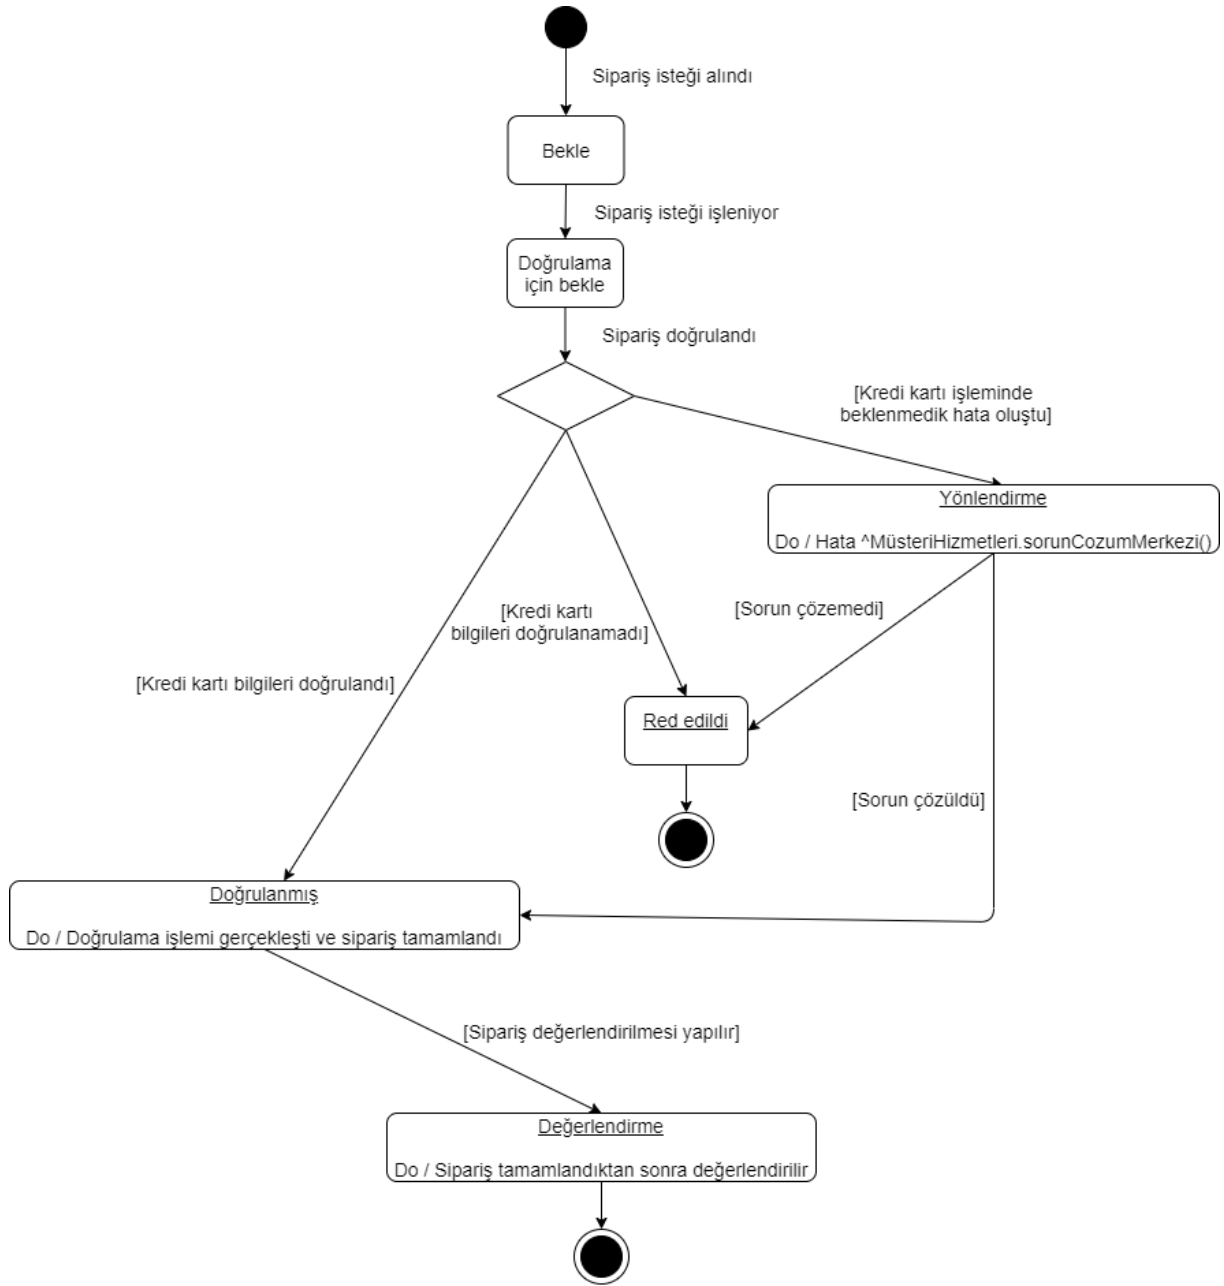 Sipariş isteği alındı
Bekle
Sipariş isteği işleniyor
Doğrulama
için bekle
Sipariş doğrulandı
[Kredi kartı işleminde
beklenmedik hata oluştu]
Yönlendirme
Do / Hata ^MüsteriHizmetleri.sorunCozumMerkezi()
[Kredi kartı
bilgileri doğrulanamadı]
[Sorun çözemedi]
[Kredi kartı bilgileri doğrulandı]
Red edildi
[Sorun çözüldü]
Doğrulanmış
Do / Doğrulama işlemi gerçekleşti ve sipariş tamamlandı
[Sipariş değerlendirilmesi yapılır]
Değerlendirme
Do / Sipariş tamamlandıktan sonra değerlendirilir